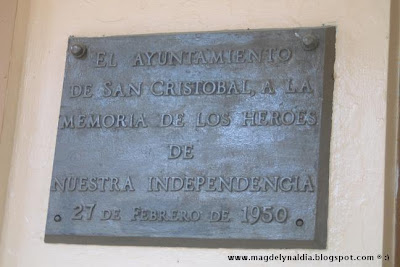 EL AYUNTAMIENTO
DE SAN CRISTOBAL, A LA
MEMORIA DE LOS HEROES
DE
NUESTRA INDEPENDENCIA
27 DE FEBRERO DE 1950
www.magdelynaldia.blogspot.com ® :)